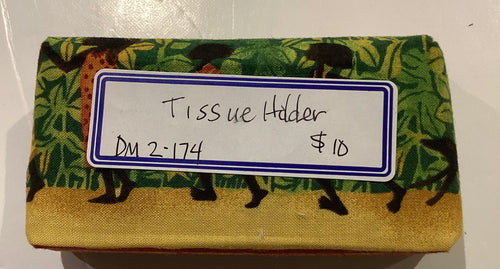 Tissue Holder
DM 2-174 $10